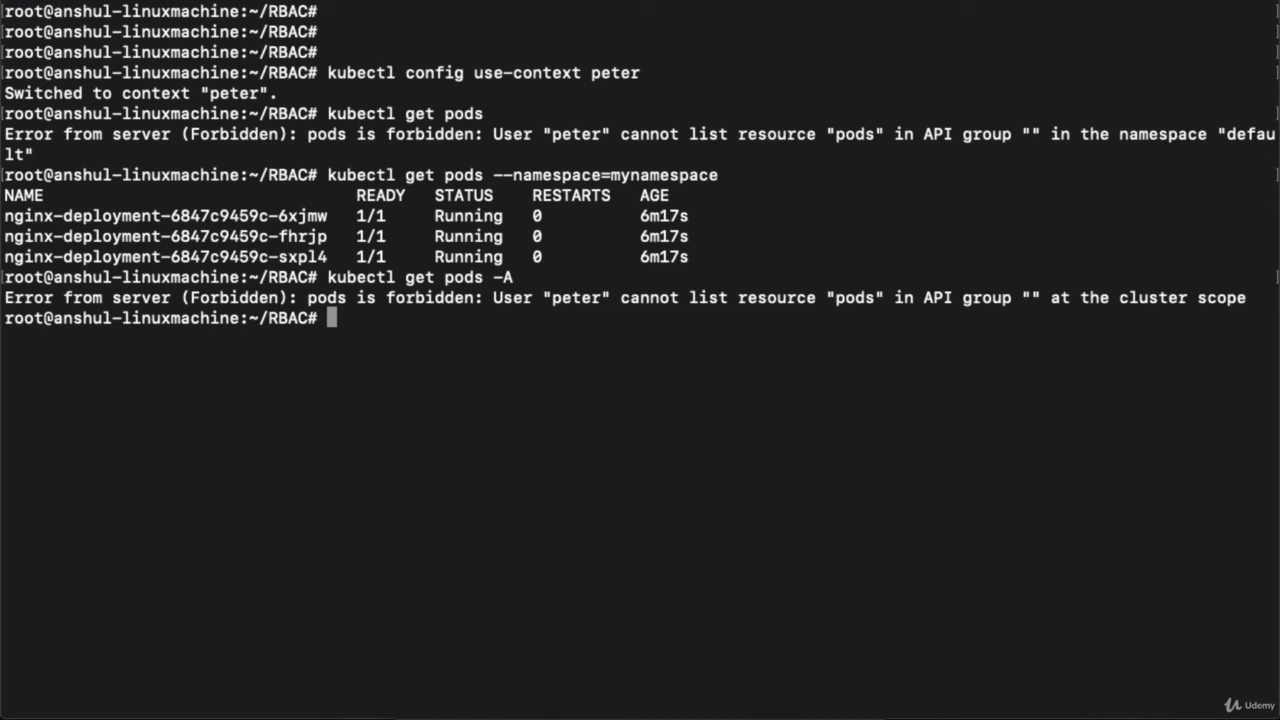 root@anshul-linuxmachine:~/RBAC#
root@anshul-linuxmachine:~/RBAC#
root@anshul-linuxmachine:~/RBAC#
root@anshul-linuxmachine:~/RBAC# kubectl config use-context peter
Switched to context "peter".
root@anshul-linuxmachine:~/RBAC# kubectl get pods
Error from server (Forbidden): pods is forbidden: User "peter" cannot list resource "pods" in API group "" in the namespace "defau
lt"
root@anshul-linuxmachine:~/RBAC# kubectl get pods --namespace=mynamespace
NAME READY STATUS RESTARTS AGE
nginx-deployment-6847c9459c-6xjmw 1/1 Running 0 6m17s
nginx-deployment-6847c9459c-fhrjp 1/1 Running 0 6m17s
nginx-deployment-6847c9459c-sxpl4 1/1 Running 0 6m17s
root@anshul-linuxmachine:~/RBAC# kubectl get pods -A
Error from server (Forbidden): pods is forbidden: User "peter" cannot list resource "pods" in API group "" at the cluster scope
root@anshul-linuxmachine:~/RBAC#
Udemy